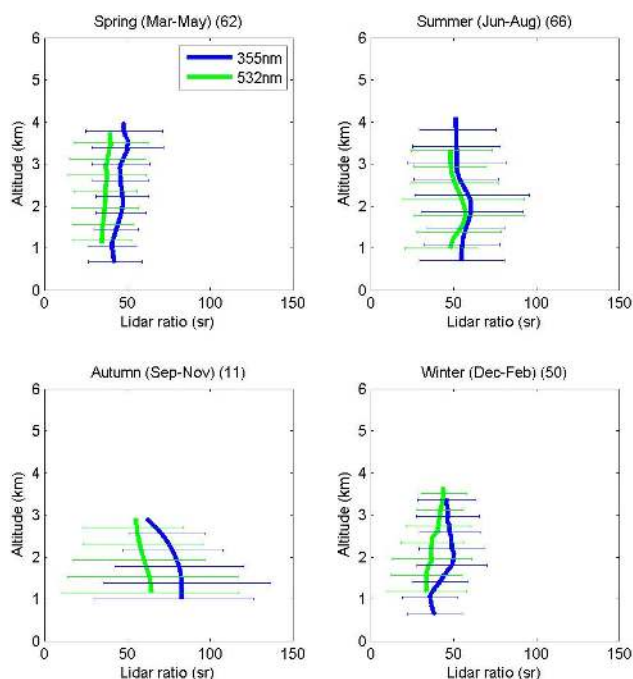 Spring (Mar-May) (62)
6
5
4
3
2
1
0
Altitude (km)
355nm
532nm
0 50 100 150
Lidar ratio (sr)
Summer (Jun-Aug) (66)
6
5
4
3
2
1
0
Altitude (km)
0 50 100 150
Lidar ratio (sr)
Autumn (Sep-Nov) (11)
6
5
4
3
2
1
0
Altitude (km)
0 50 100 150
Lidar ratio (sr)
Winter (Dec-Feb) (50)
6
5
4
3
2
1
0
Altitude (km)
0 50 100 150
Lidar ratio (sr)